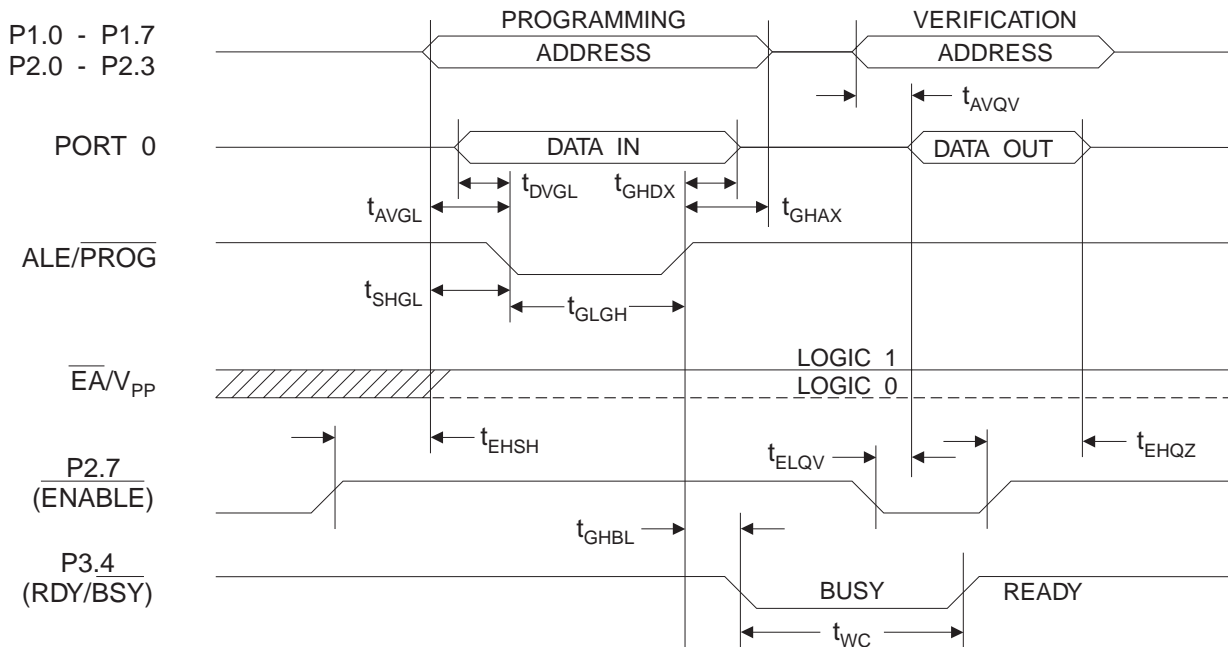 PROGRAMMING VERIFICATION
P1.0 - P1.7
P2.0 - P2.3
ADDRESS ADDRESS
tAVQV
PORT 0 DATA IN DATA OUT
tDVGL tGHDX
tAVGL tGHAX
ALE/PROG
tSHGL tGLGH
LOGIC 1
EA/VPP
LOGIC 0
tEHSH tELQV tEHQZ
P2.7
(ENABLE)
tGHBL
P3.4
(RDY/BSY) BUSY READY
tWC